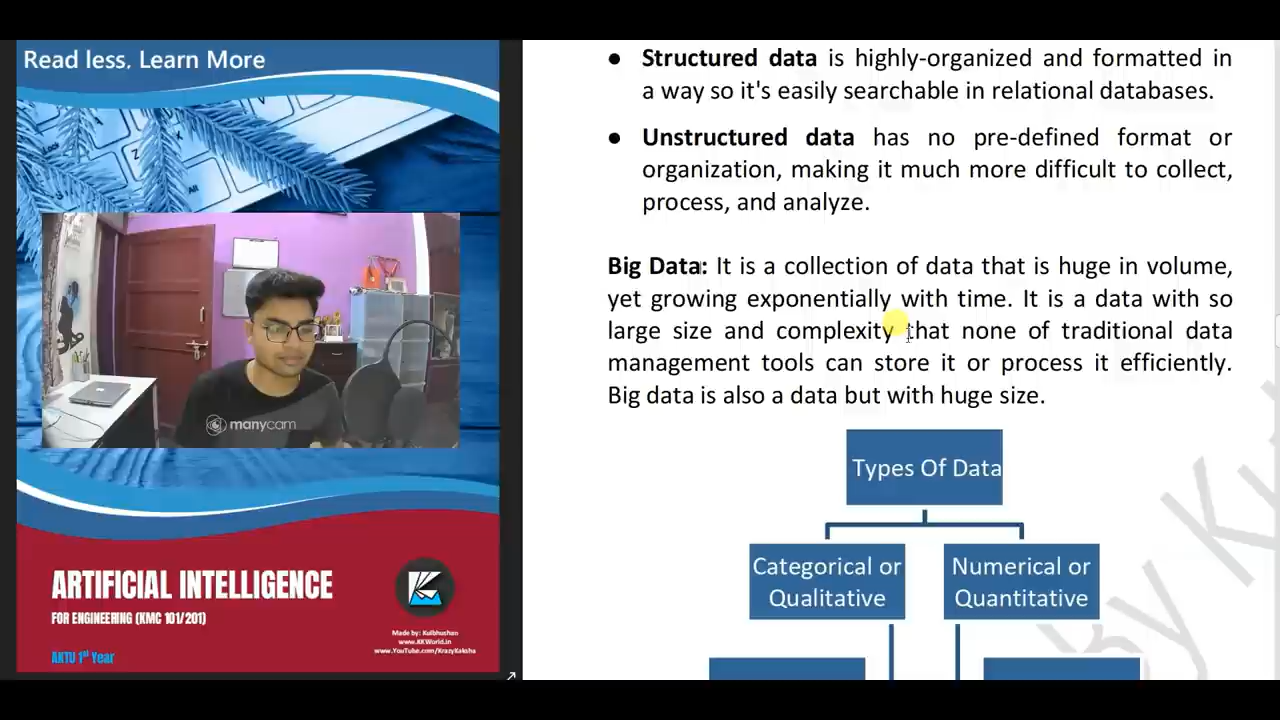 Read less. Learn More
manycam
ARTIFICIAL INTELLIGENCE
FOR ENGINEERING (KMC 101/201)
AKTU 1st Year
Made by: Kulbhushan
www.KKWorld.in
www.YouTube.com/KrazyKaksha
● Structured data is highly-organized and formatted in
a way so it's easily searchable in relational databases.
● Unstructured data has no pre-defined format or
organization, making it much more difficult to collect,
process, and analyze.
Big Data: It is a collection of data that is huge in volume,
yet growing exponentially with time. It is a data with so
large size and complexity that none of traditional data
management tools can store it or process it efficiently.
Big data is also a data but with huge size.
Types Of Data
Categorical or
Qualitative
Numerical or
Quantitative